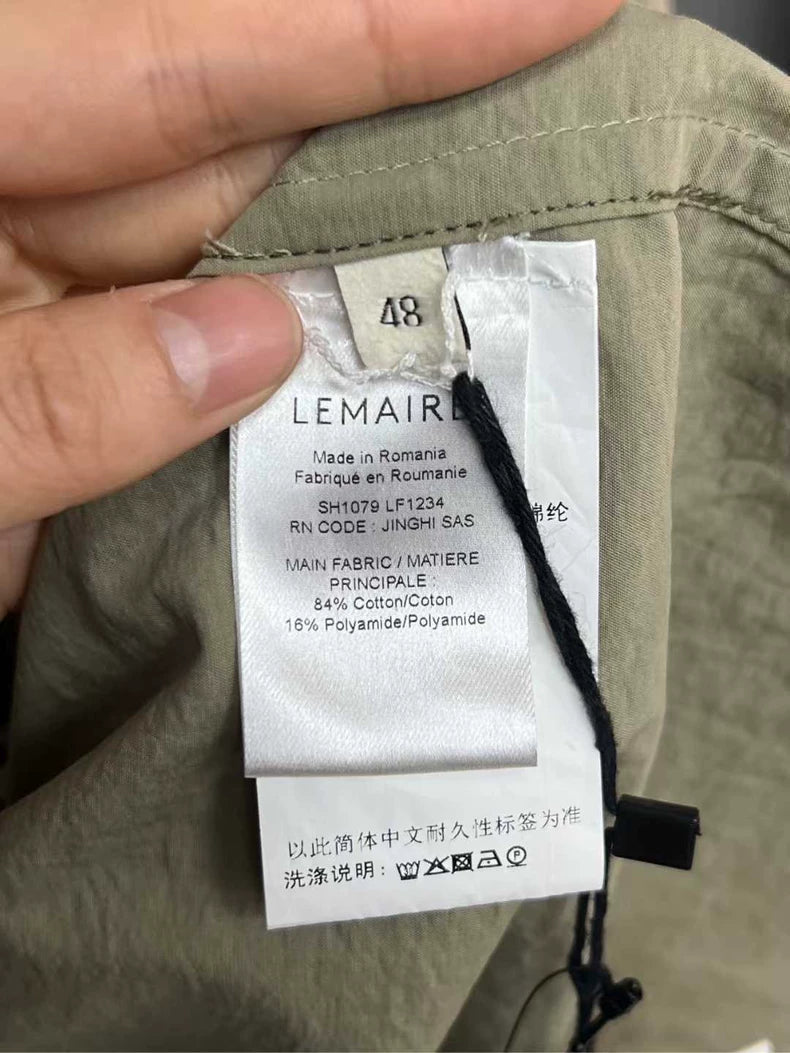 48
LEMAIRE
Made in Romania
Fabriqué en Roumanie
SH1079 LF1234
RN CODE : JINGHI SAS
MAIN FABRIC / MATIERE
PRINCIPALE :
84% Cotton/Coton
16% Polyamide/Polyamide
锦纶
以此简体中文耐久性标签为准
洗涤说明：
P